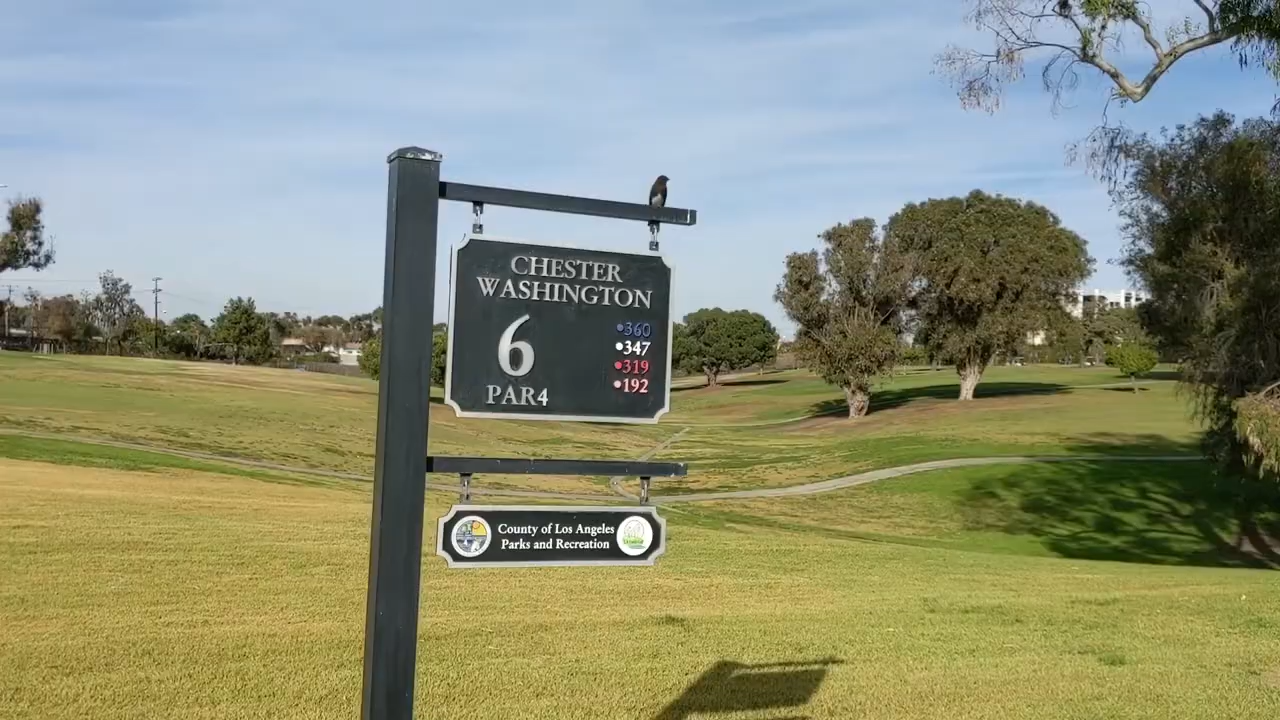 CHESTER
WASHINGTON
6
PAR4
•360
•347
•319
•192
County of Los Angeles
Parks and Recreation